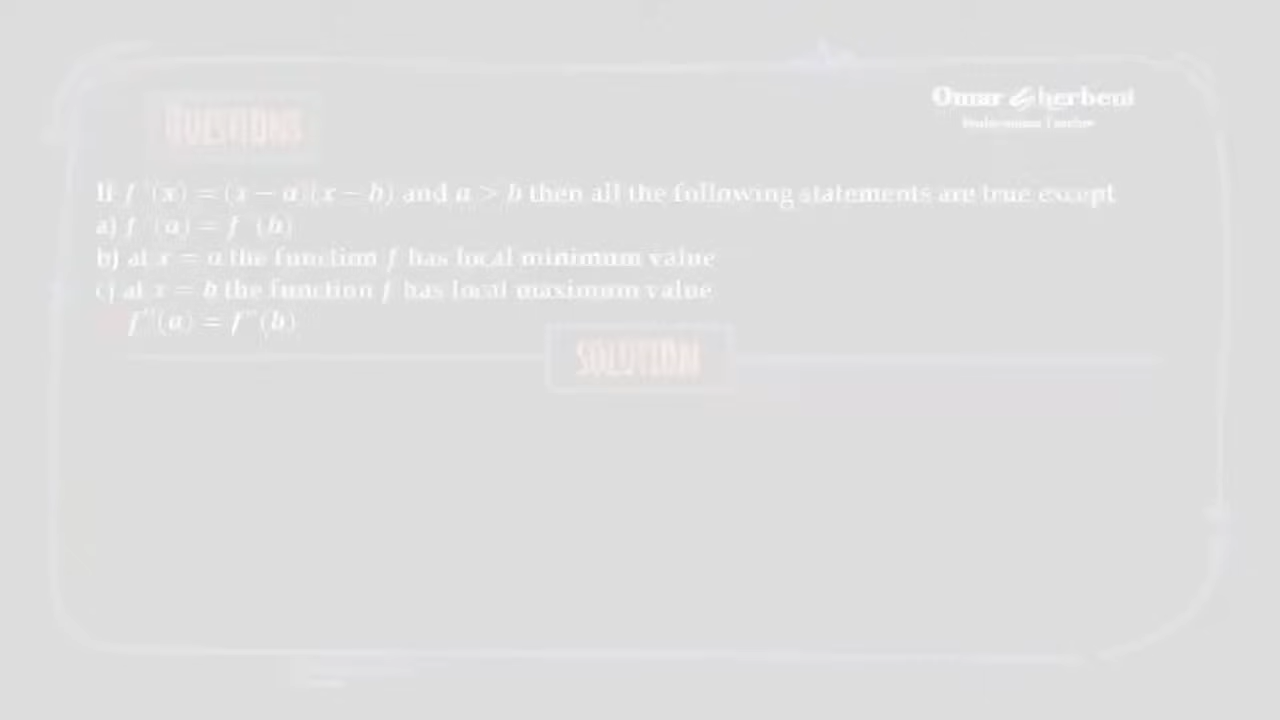 QUESTIONS
Omar Elsherbeni
If f '(x) = (x − a)(x − b) and a > b then all the following statements are true except
a) f '(a) = f '(b)
b) at x = a the function f has local minimum value
c) at x = b the function f has local maximum value
f''(a) = f''(b)
SOLUTION